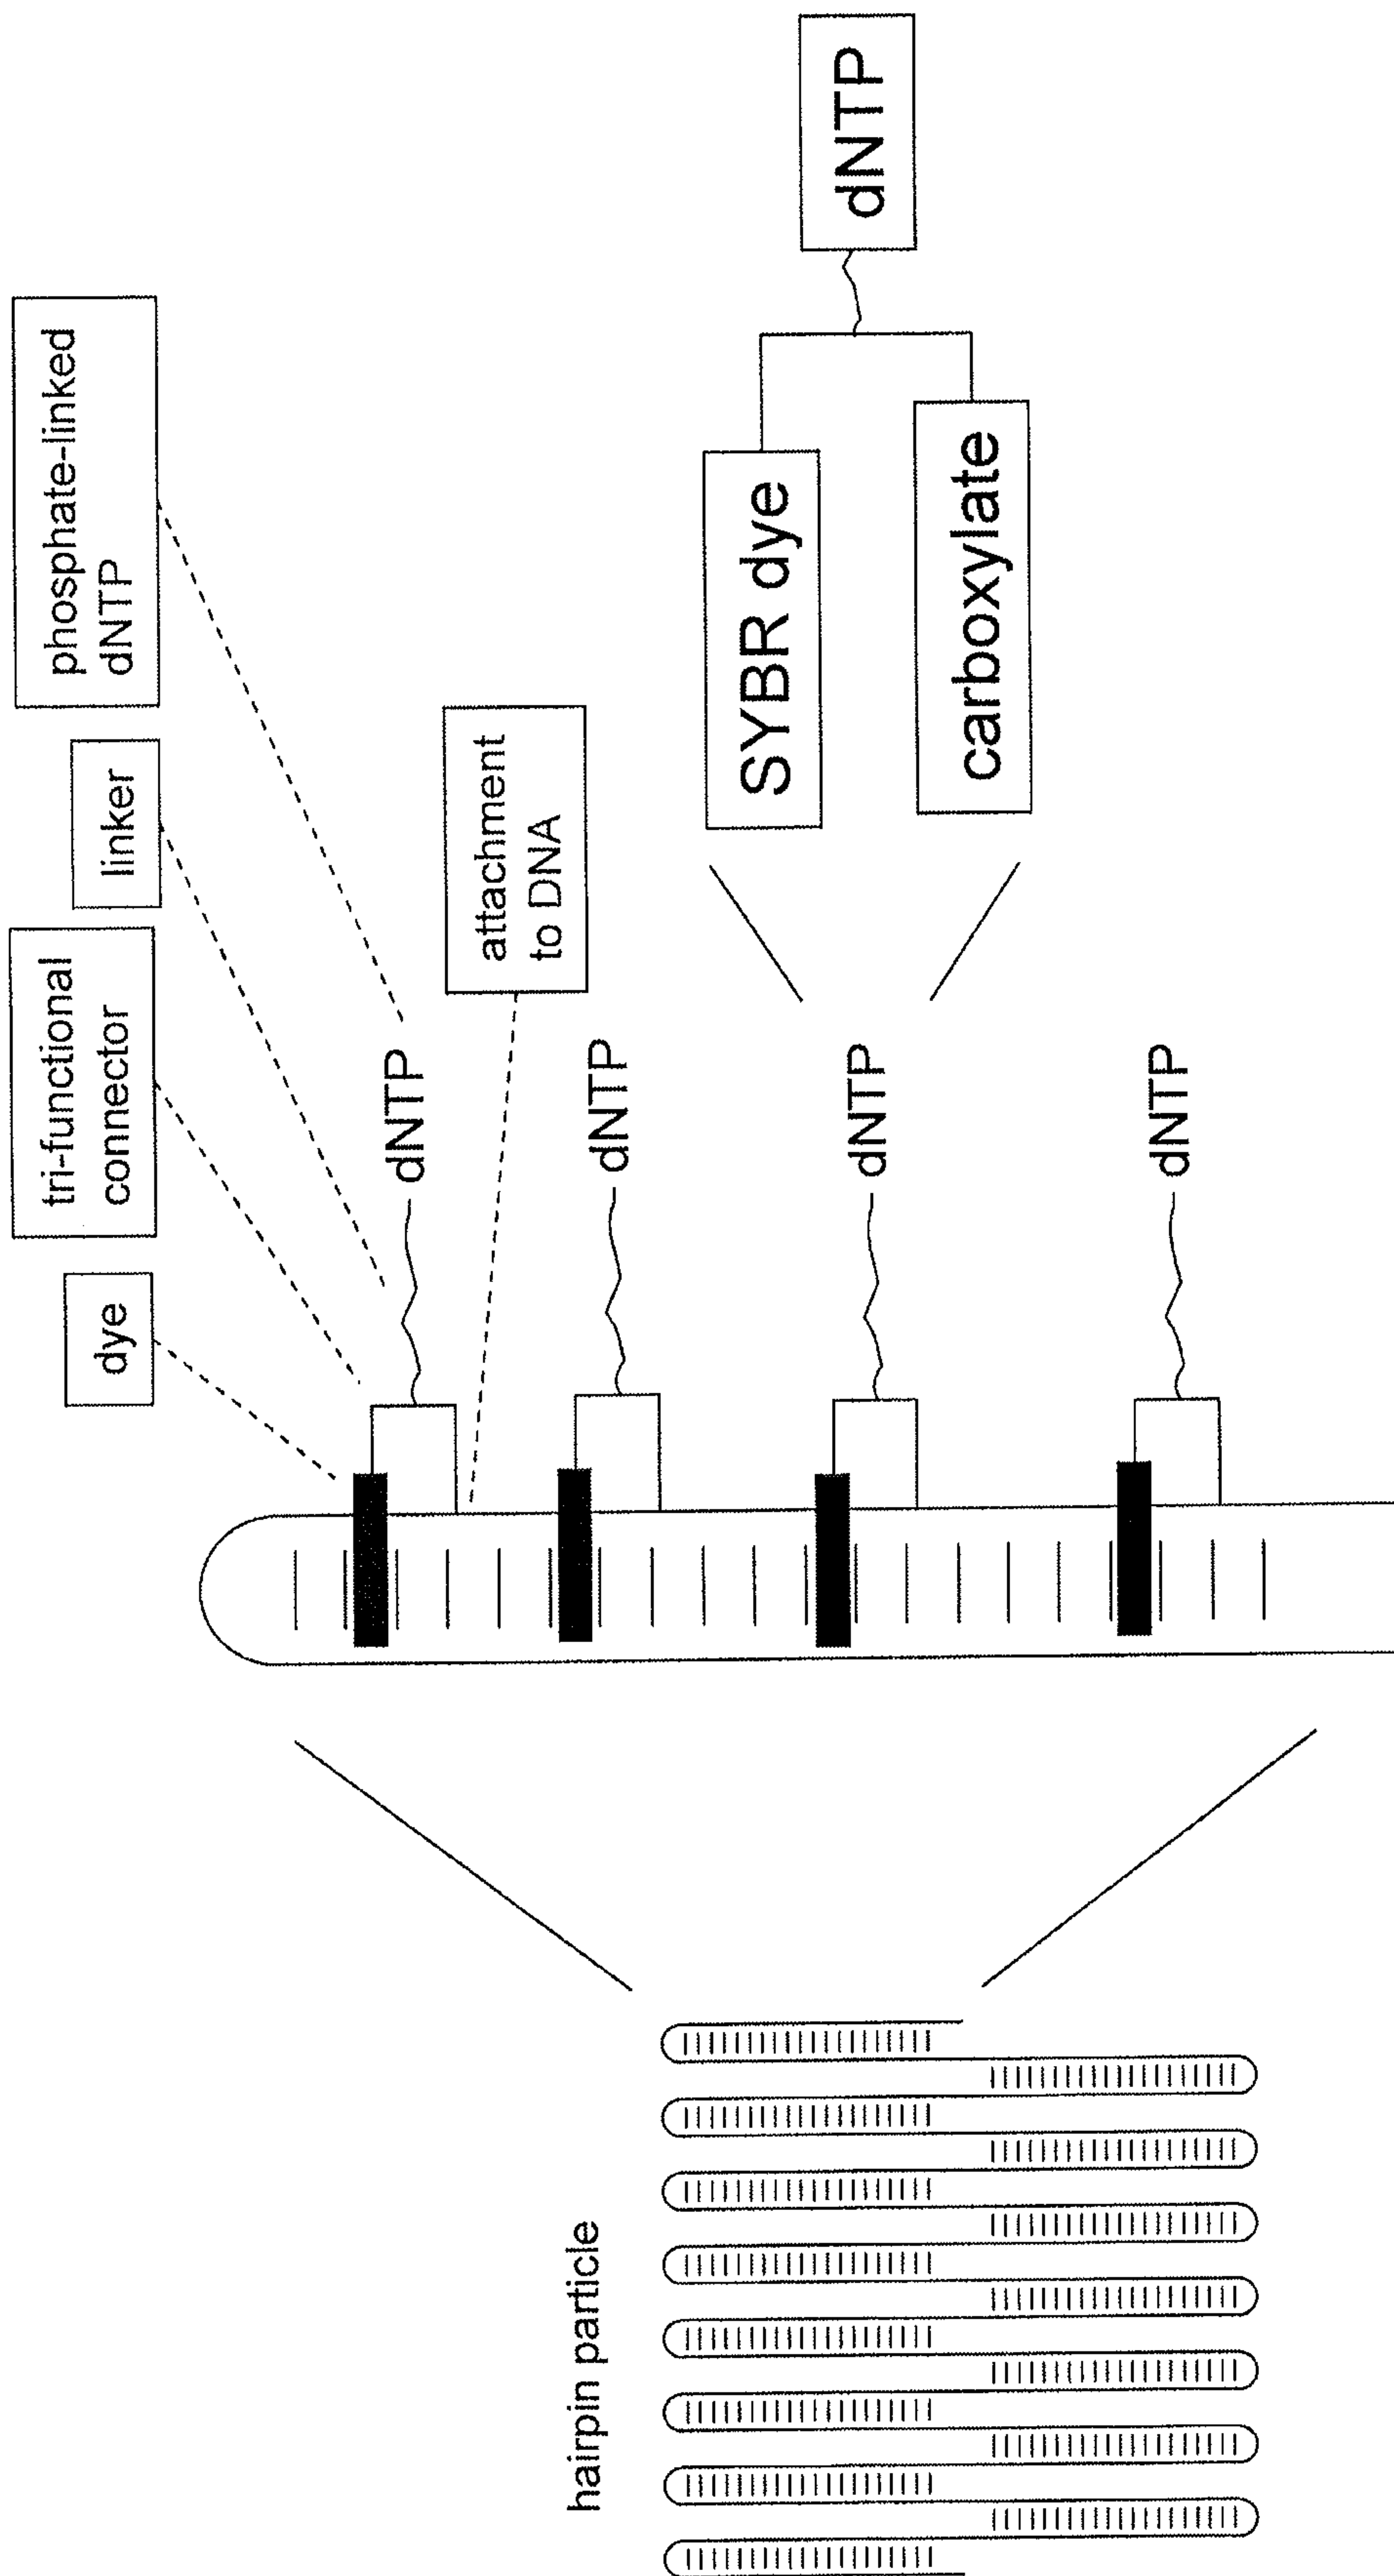 hairpin particle
dye
tri-functional
connector
linker
phosphate-linked
dNTP
attachment
to DNA
dNTP
dNTP
dNTP
dNTP
SYBR dye
carboxylate
dNTP